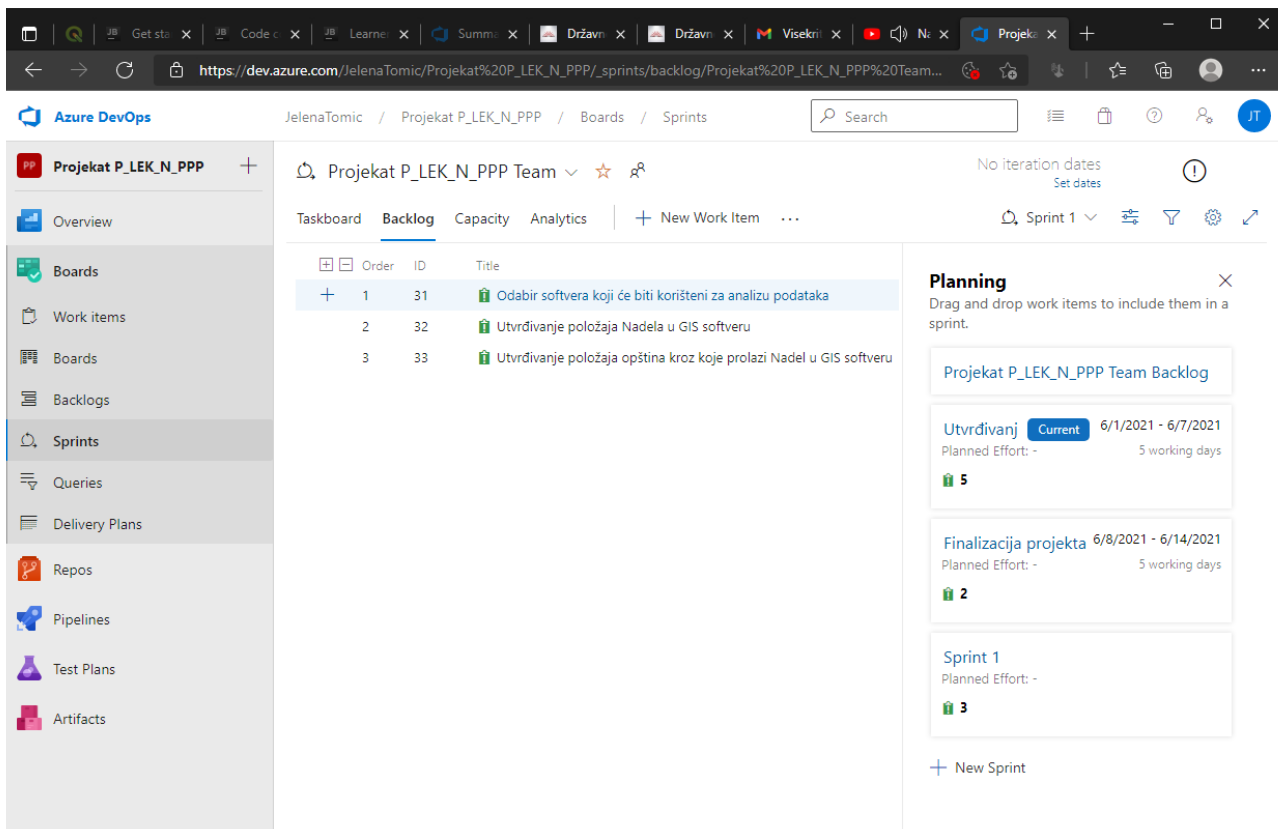 Get sta
Code c
Learne
Summa
Državn
Državn
Visekrit
Na
Projeka
https://dev.azure.com/JelenaTomic/Projekat%20P_LEK_N_PPP/_sprints/backlog/Projekat%20P_LEK_N_PPP%20Team...
Azure DevOps
JelenaTomic / Projekat P_LEK_N_PPP / Boards / Sprints
Search
JT
PP Projekat P_LEK_N_PPP
Overview
Boards
Work items
Boards
Backlogs
Sprints
Queries
Delivery Plans
Repos
Pipelines
Test Plans
Artifacts
Projekat P_LEK_N_PPP Team
No iteration dates
Set dates
Taskboard Backlog Capacity Analytics New Work Item ...
Sprint 1
Order ID Title
1 31 Odabir softvera koji će biti korišteni za analizu podataka
2 32 Utvrđivanje položaja Nadela u GIS softveru
3 33 Utvrđivanje položaja opština kroz koje prolazi Nadel u GIS softveru
Planning
Drag and drop work items to include them in a
sprint.
Projekat P_LEK_N_PPP Team Backlog
Utvrđivanj Current 6/1/2021 - 6/7/2021
Planned Effort: - 5 working days
5
Finalizacija projekta 6/8/2021 - 6/14/2021
Planned Effort: - 5 working days
2
Sprint 1
Planned Effort: -
3
New Sprint